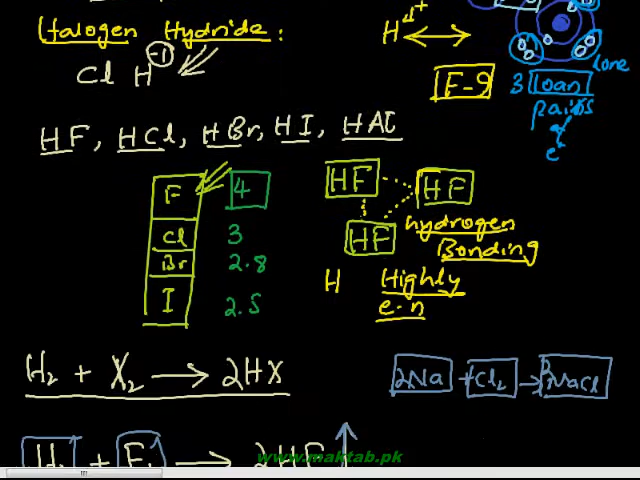 Halogen Hydride :
Cl H⁻¹
H^δ+
F-9
3 loan lone
pairs
of
e⁻
HF, HCl, HBr, HI, HAt
F 4
Cl 3
Br 2.8
I 2.5
HF HF
HF
hydrogen
Bonding
H Highly
e.n
H₂ + X₂ → 2HX
2Na + Cl₂ → 2NaCl
H₂ + F₂ → 2HF
www.maktab.pk